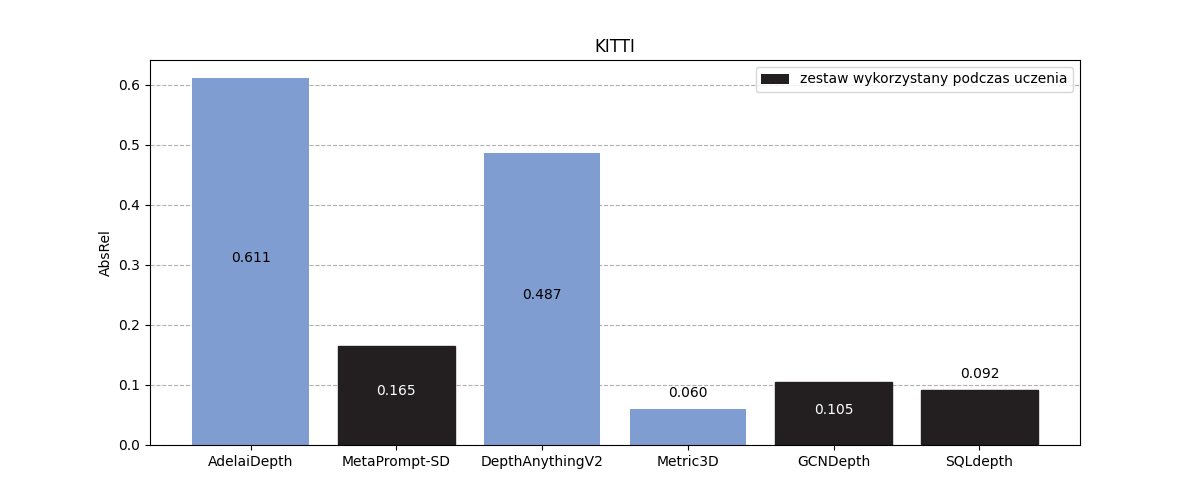 KITTI
zestaw wykorzystany podczas uczenia
AbsRel
0.6
0.5
0.4
0.3
0.2
0.1
0.0
0.611
0.165
0.487
0.060
0.105
0.092
AdelaiDepth
MetaPrompt-SD
DepthAnythingV2
Metric3D
GCNDepth
SQLdepth